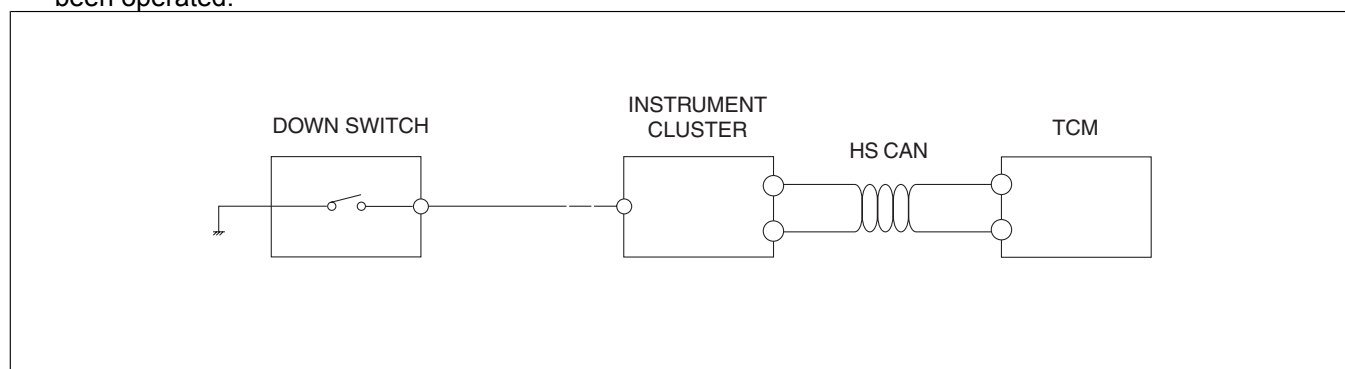 been operated.
INSTRUMENT
CLUSTER
DOWN SWITCH
HS CAN
TCM